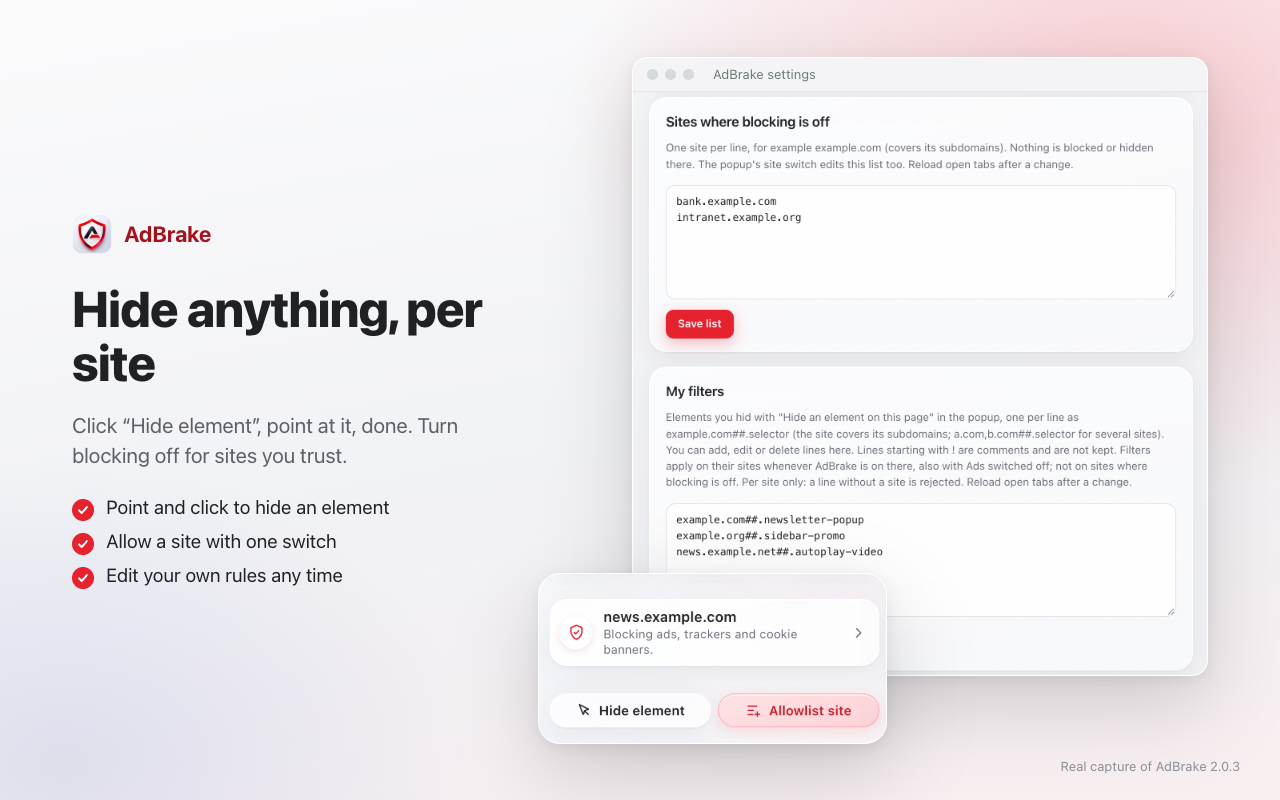 AdBrake
Hide anything, per
site
Click “Hide element”, point at it, done. Turn
blocking off for sites you trust.
Point and click to hide an element
Allow a site with one switch
Edit your own rules any time
AdBrake settings
Sites where blocking is off
One site per line, for example example.com (covers its subdomains). Nothing is blocked or hidden
there. The popup's site switch edits this list too. Reload open tabs after a change.
bank.example.com
intranet.example.org
Save list
My filters
Elements you hid with "Hide an element on this page" in the popup, one per line as
example.com##.selector (the site covers its subdomains; a.com,b.com##.selector for several sites).
You can add, edit or delete lines here. Lines starting with ! are comments and are not kept. Filters
apply on their sites whenever AdBrake is on there, also with Ads switched off; not on sites where
blocking is off. Per site only: a line without a site is rejected. Reload open tabs after a change.
example.com##.newsletter-popup
example.org##.sidebar-promo
news.example.net##.autoplay-video
news.example.com
Blocking ads, trackers and cookie
banners.
Hide element
Allowlist site
Real capture of AdBrake 2.0.3